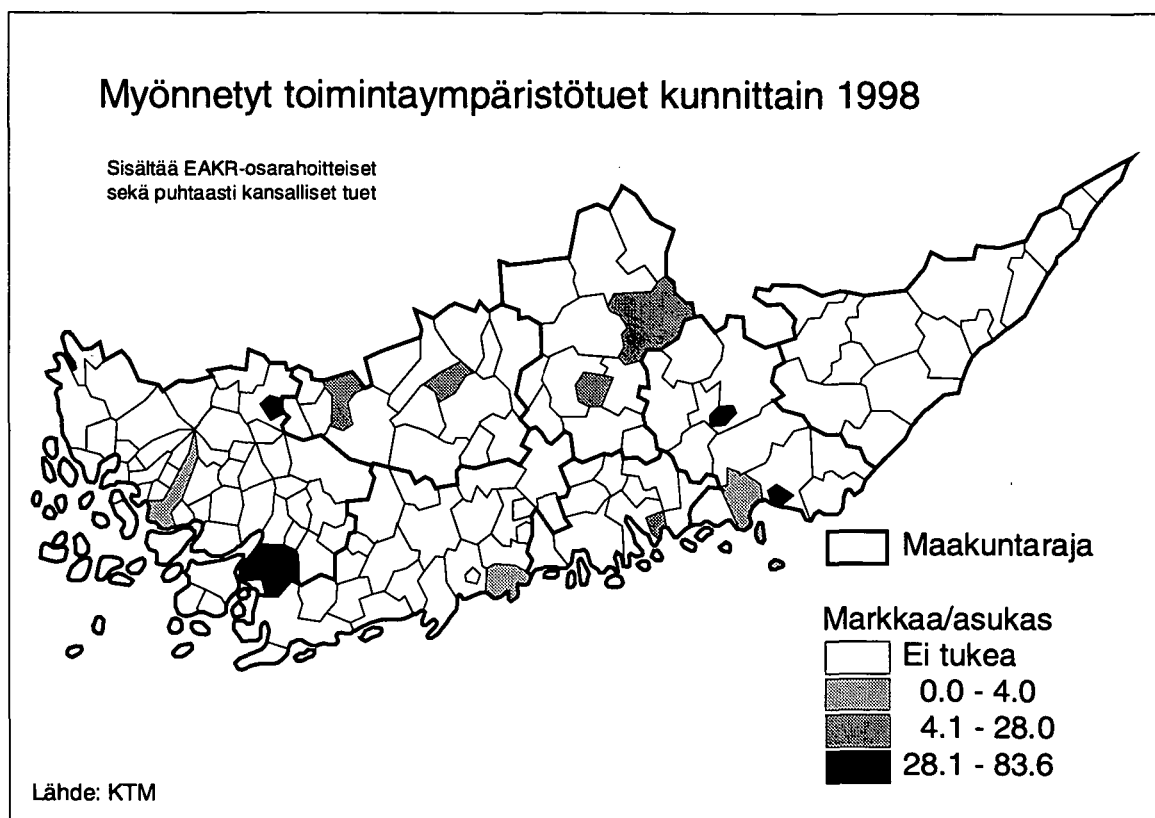 Myönnetyt toimintaympäristötuet kunnittain 1998
Sisältää EAKR-osarahoitteiset
sekä puhtaasti kansalliset tuet
Maakuntaraja
Markkaa/asukas
Ei tukea
0.0 - 4.0
4.1 - 28.0
28.1 - 83.6
Lähde: KTM